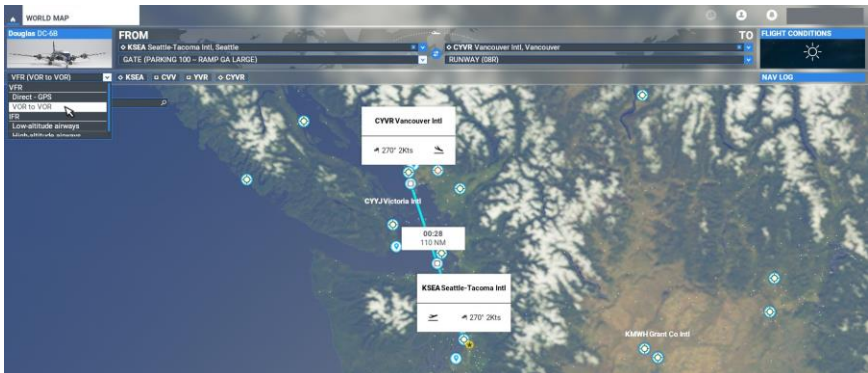 WORLD MAP
Douglas DC-6B
FROM
TO
FLIGHT CONDITIONS
KSEA Seattle-Tacoma Intl, Seattle
CYVR Vancouver Intl, Vancouver
GATE (PARKING 100 – RAMP GA LARGE)
RUNWAY (08R)
VFR (VOR to VOR)
KSEA
CVV
YVR
CYVR
NAV LOG
VFR
Direct - GPS
VOR to VOR
IFR
Low-altitude airways
High-altitude airways
CYVR Vancouver Intl
270° 2Kts
CYYJ Victoria Intl
00:28
110 NM
KSEA Seattle-Tacoma Intl
270° 2Kts
KMWH Grant Co Intl